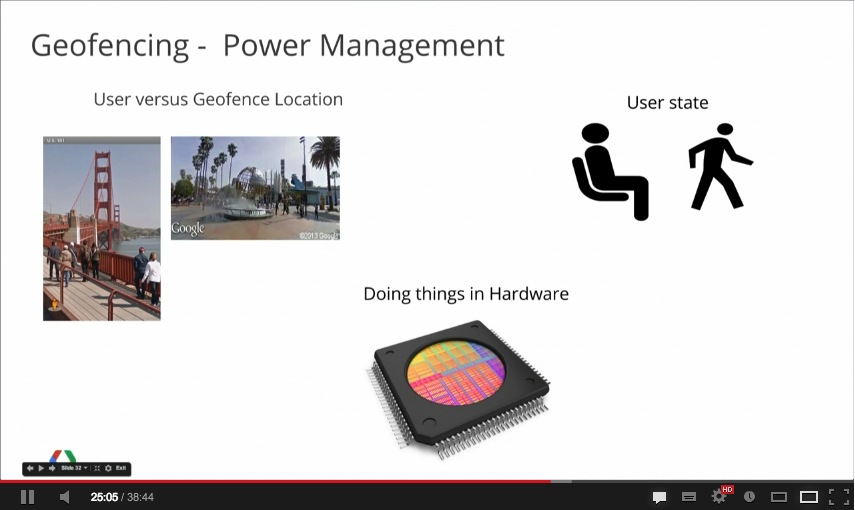 Geofencing - Power Management
User versus Geofence Location
User state
U.S. 101
Google
©2013 Google
Doing things in Hardware
Slide 32
Exit
25:05 / 38:44
HD